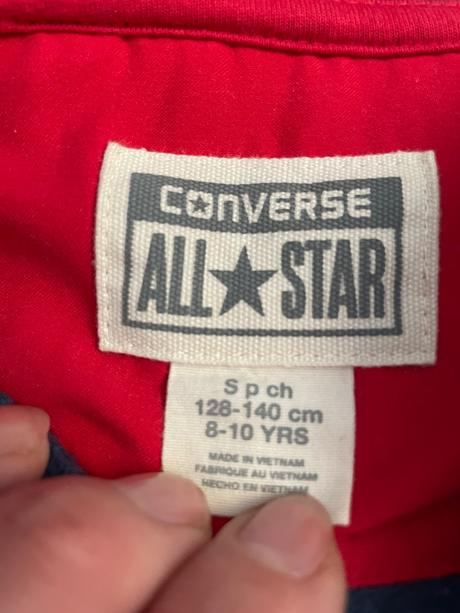 CONVERSE
ALL★STAR
S p ch
128-140 cm
8-10 YRS
MADE IN VIETNAM
FABRIQUE AU VIETNAM
HECHO EN VIETNAM